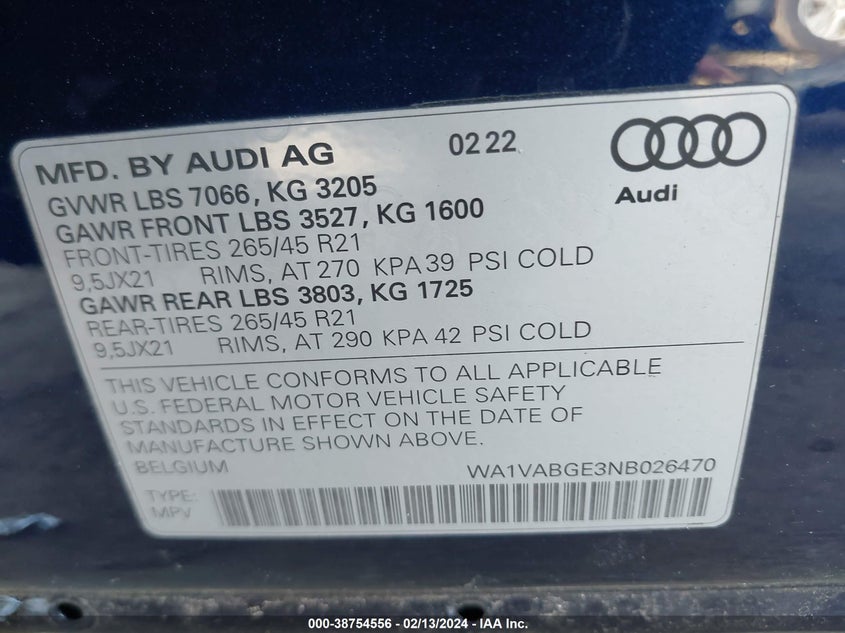 MFD. BY AUDI AG 0222
Audi
GVWR LBS 7066, KG 3205
GAWR FRONT LBS 3527, KG 1600
FRONT-TIRES 265/45 R21
9,5JX21 RIMS, AT 270 KPA 39 PSI COLD
GAWR REAR LBS 3803, KG 1725
REAR-TIRES 265/45 R21
9,5JX21 RIMS, AT 290 KPA 42 PSI COLD
THIS VEHICLE CONFORMS TO ALL APPLICABLE
U.S. FEDERAL MOTOR VEHICLE SAFETY
STANDARDS IN EFFECT ON THE DATE OF
MANUFACTURE SHOWN ABOVE.
BELGIUM WA1VABGE3NB026470
TYPE:
MPV
000-38754556 - 02/13/2024 - IAA, Inc.